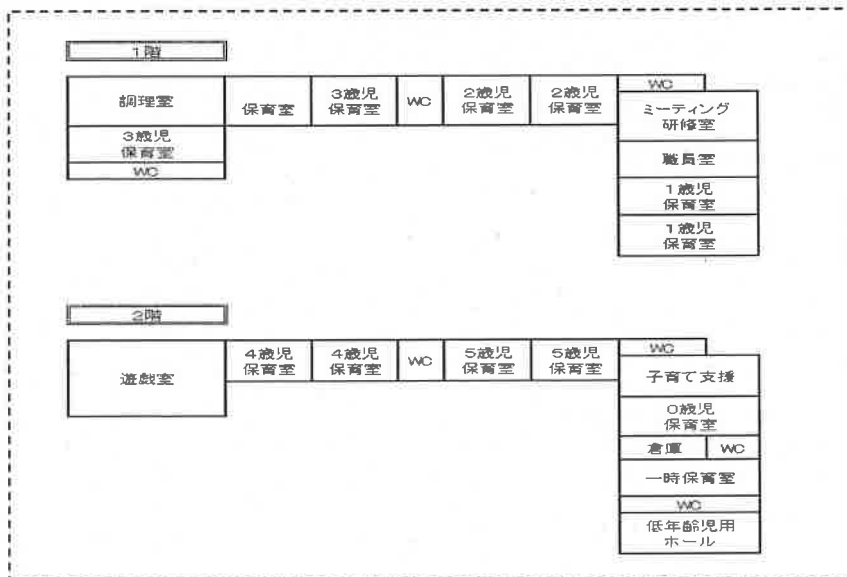 1階
調理室
保育室
3歳児
保育室
WC
2歳児
保育室
2歳児
保育室
WC
ミーティング
研修室
3歳児
保育室
WC
職員室
1歳児
保育室
1歳児
保育室
2階
遊戯室
4歳児
保育室
4歳児
保育室
WC
5歳児
保育室
5歳児
保育室
WC
子育て支援
0歳児
保育室
倉庫
WC
一時保育室
WC
低年齢児用
ホール